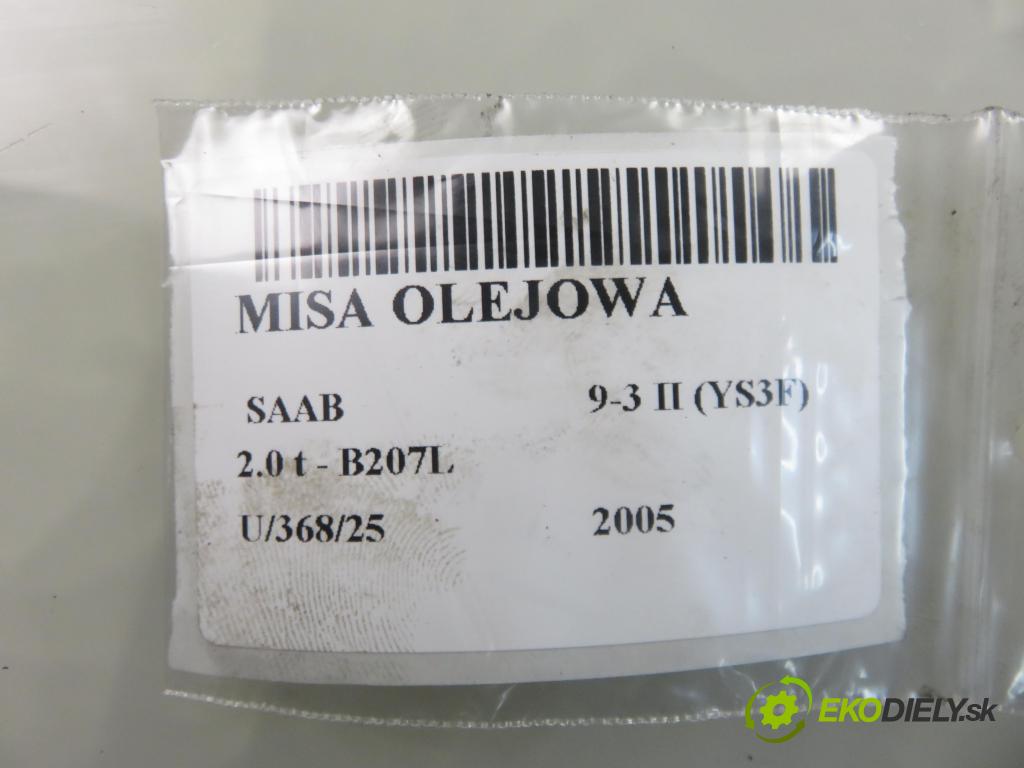 MISA OLEJOWA
SAAB 9-3 II (YS3F)
2.0 t - B207L
U/368/25 2005
EKODIELY.sk